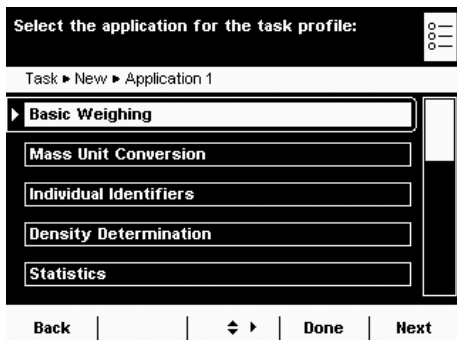 Select the application for the task profile:
Task ▸ New ▸ Application 1
Basic Weighing
Mass Unit Conversion
Individual Identifiers
Density Determination
Statistics
Back Done Next